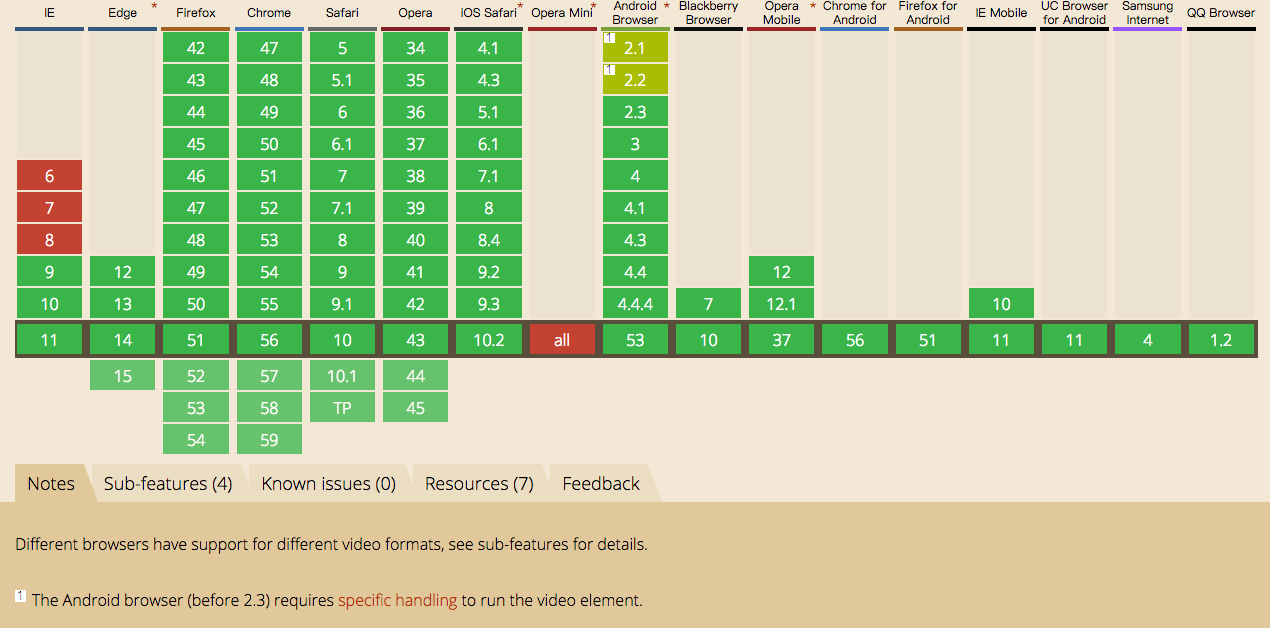 IE Edge * Firefox Chrome Safari Opera iOS Safari * Opera Mini * Android Browser * Blackberry Browser Opera Mobile * Chrome for Android Firefox for Android IE Mobile UC Browser for Android Samsung Internet QQ Browser
42 47 5 34 4.1 1 2.1
43 48 5.1 35 4.3 1 2.2
44 49 6 36 5.1 2.3
45 50 6.1 37 6.1 3
6 46 51 7 38 7.1 4
7 47 52 7.1 39 8 4.1
8 48 53 8 40 8.4 4.3
9 12 49 54 9 41 9.2 4.4 12
10 13 50 55 9.1 42 9.3 4.4.4 7 12.1 10
11 14 51 56 10 43 10.2 all 53 10 37 56 51 11 11 4 1.2
15 52 57 10.1 44
53 58 TP 45
54 59
Notes Sub-features (4) Known issues (0) Resources (7) Feedback
Different browsers have support for different video formats, see sub-features for details.
1 The Android browser (before 2.3) requires specific handling to run the video element.